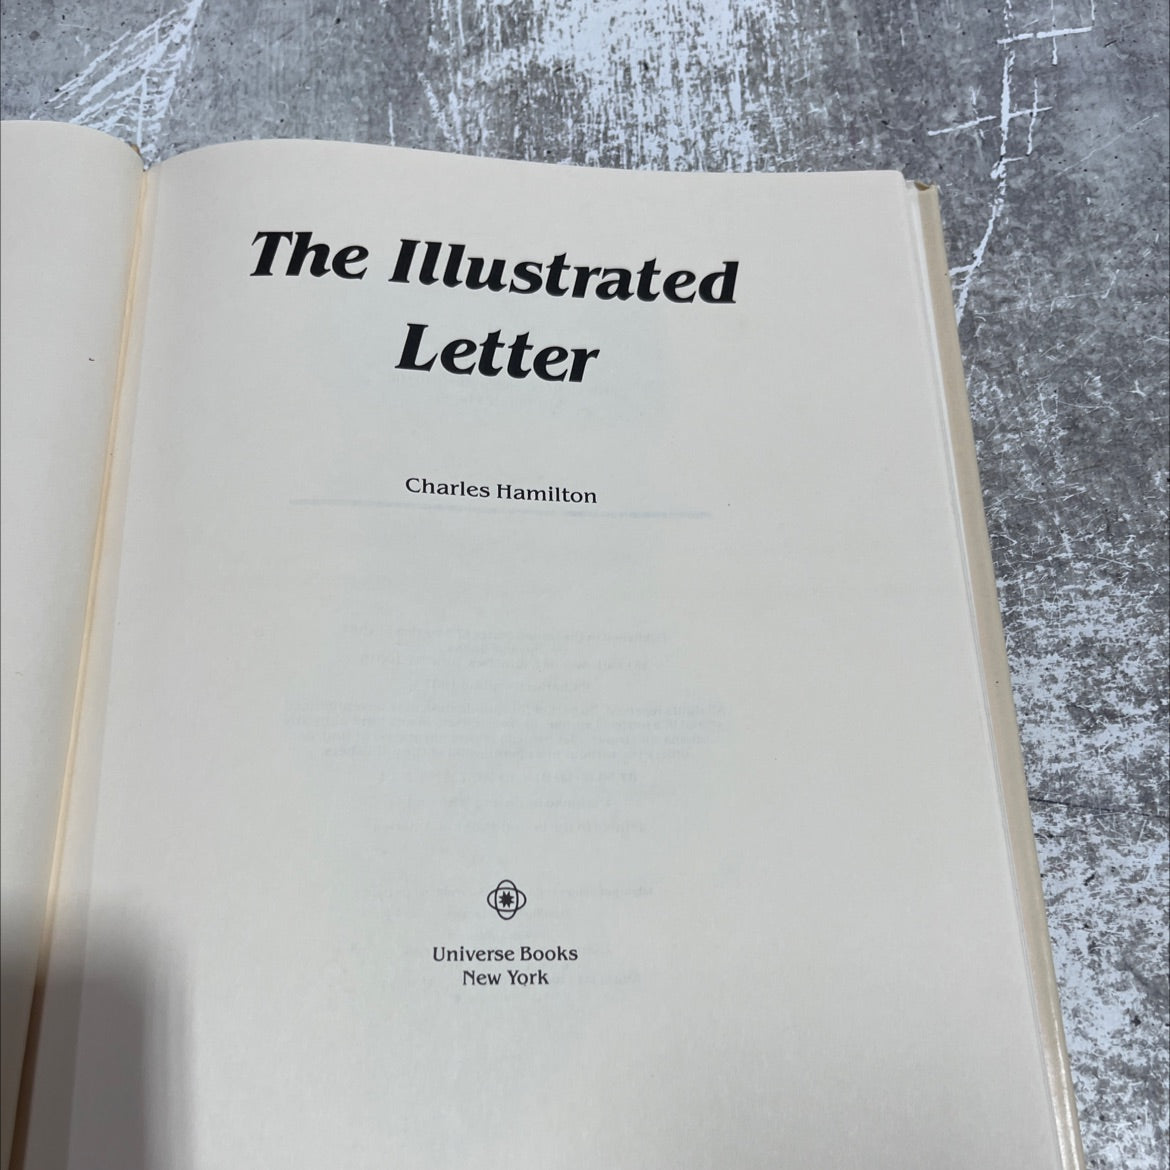 The Illustrated
Letter
Charles Hamilton
Universe Books
New York